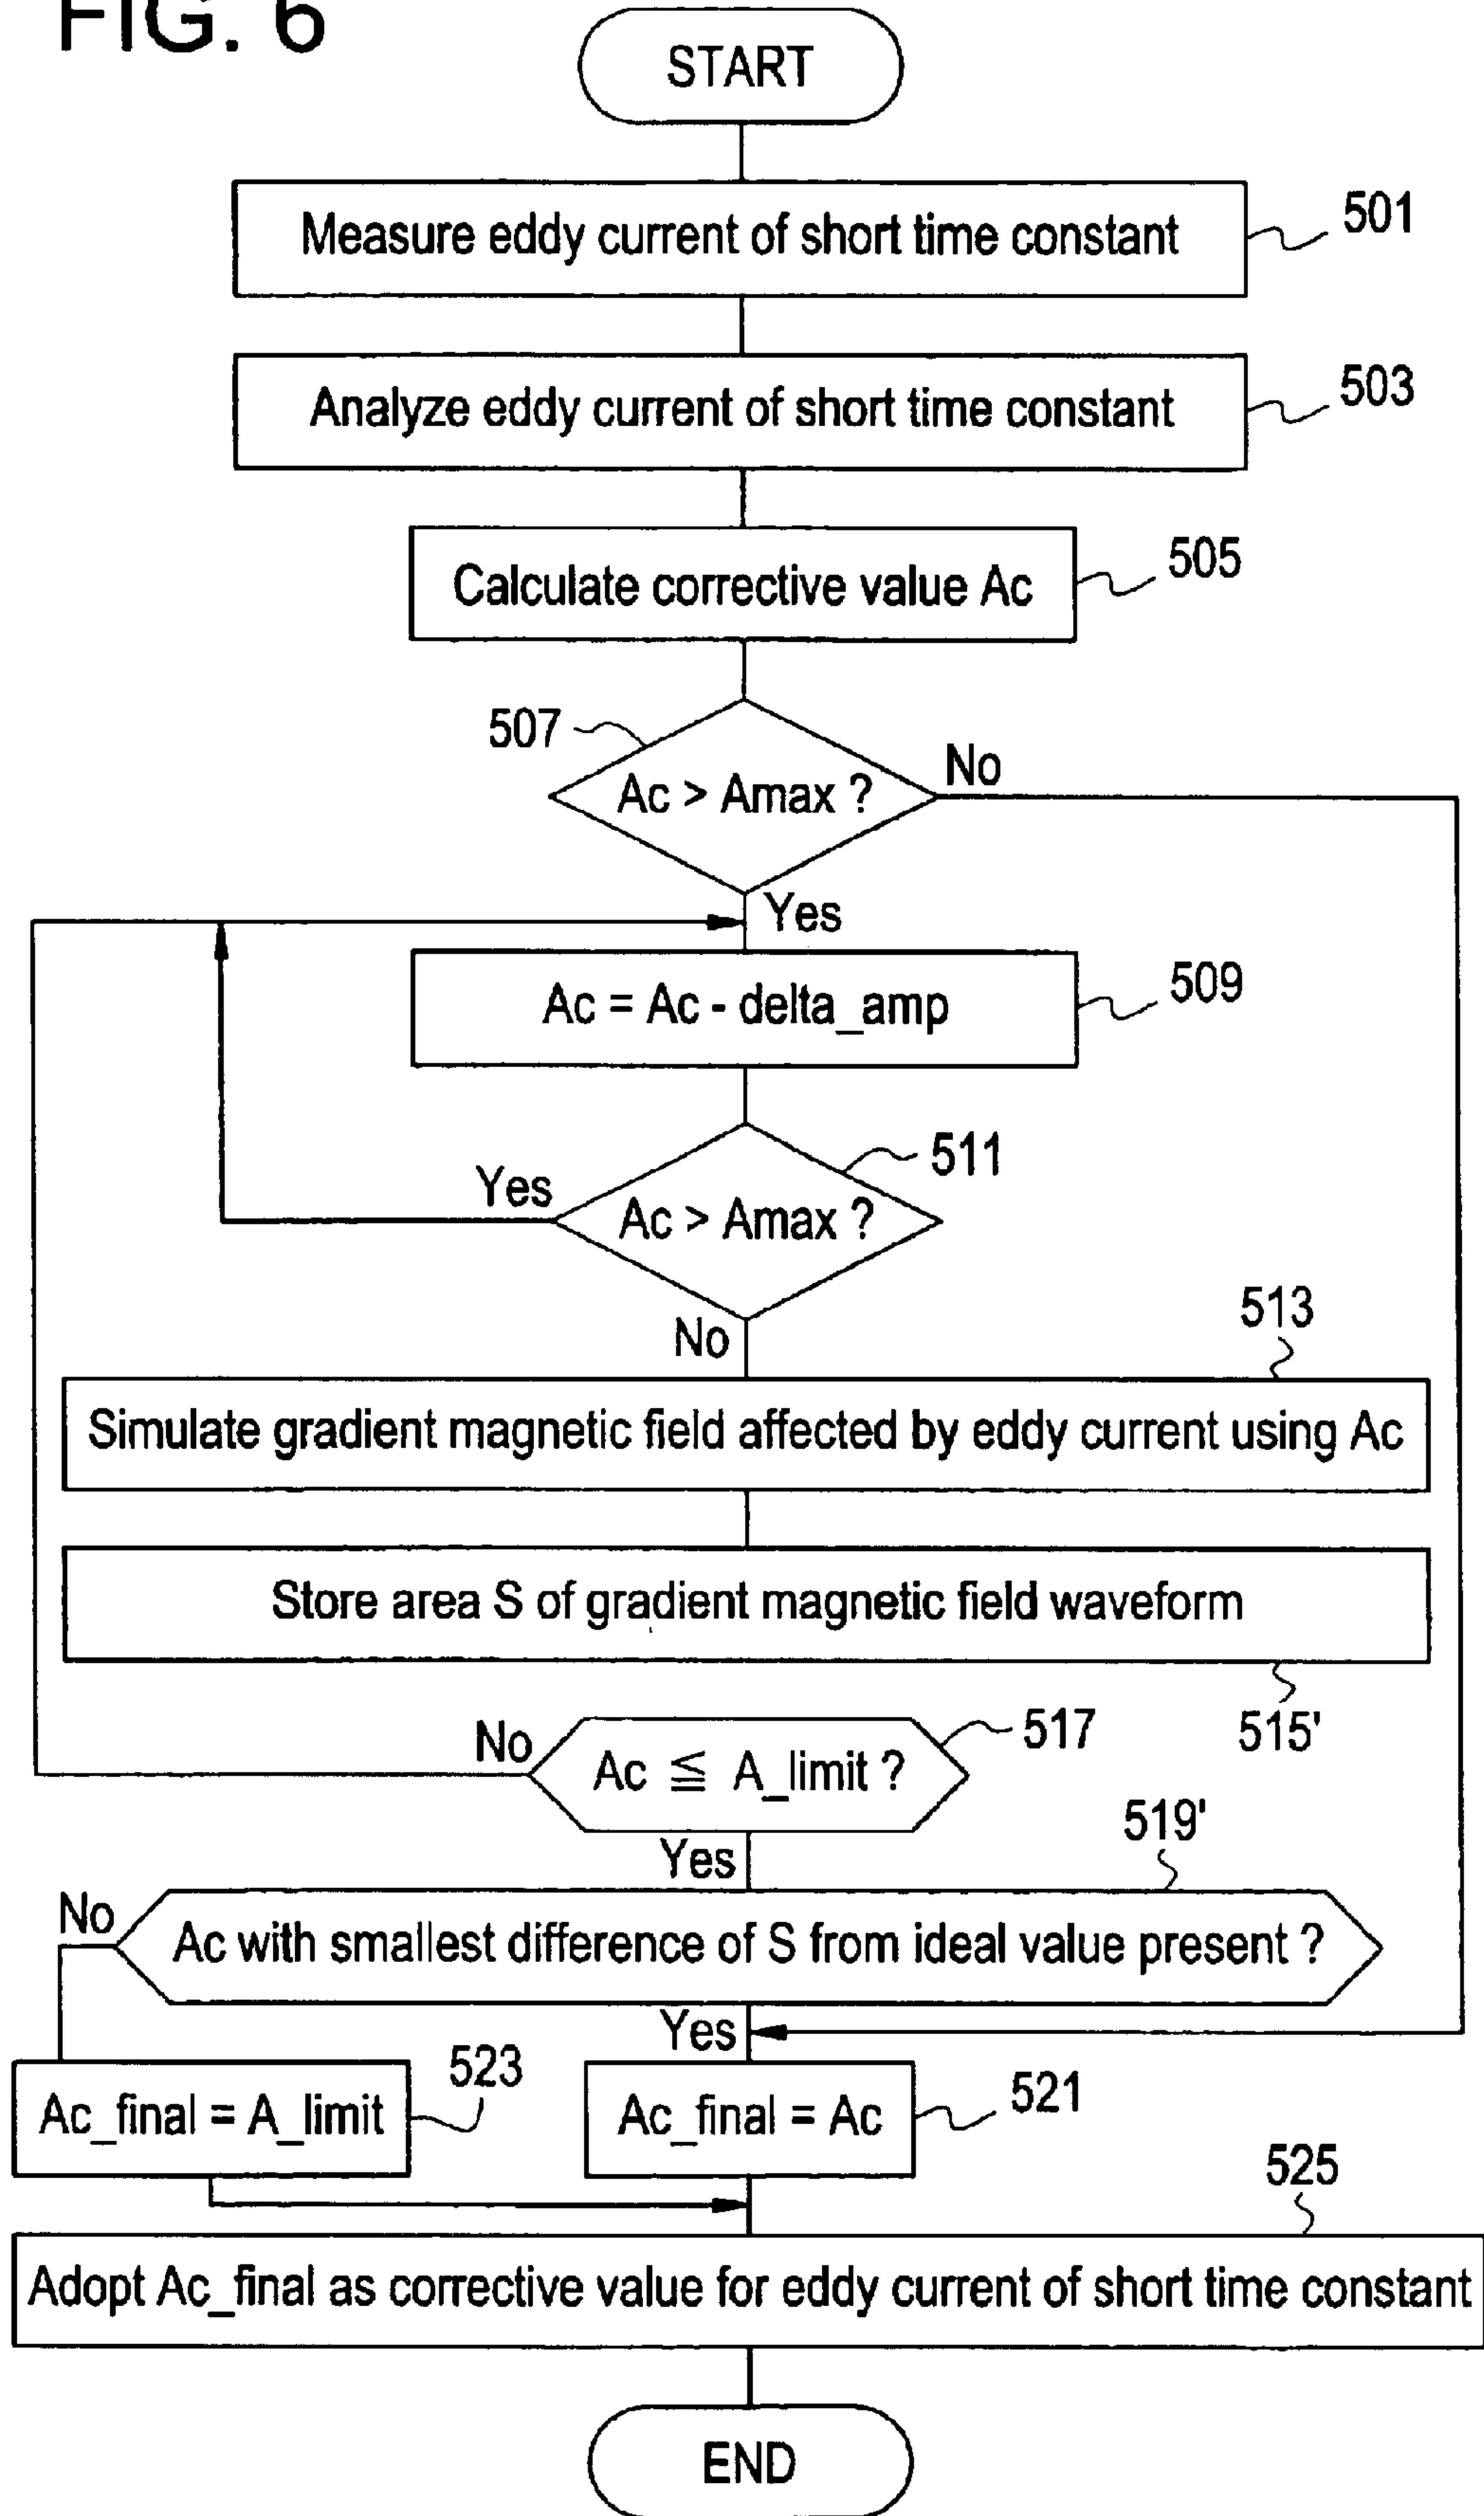 FIG. 6
START
Measure eddy current of short time constant
501
Analyze eddy current of short time constant
503
Calculate corrective value Ac
505
507
Ac > Amax ?
No
Yes
Ac = Ac - delta_amp
509
511
Yes
Ac > Amax ?
No
513
Simulate gradient magnetic field affected by eddy current using Ac
Store area S of gradient magnetic field waveform
515'
517
No
Ac ≦ A_limit ?
Yes
519'
No
Ac with smallest difference of S from ideal value present ?
Yes
523
Ac_final = A_limit
Ac_final = Ac
521
525
Adopt Ac_final as corrective value for eddy current of short time constant
END